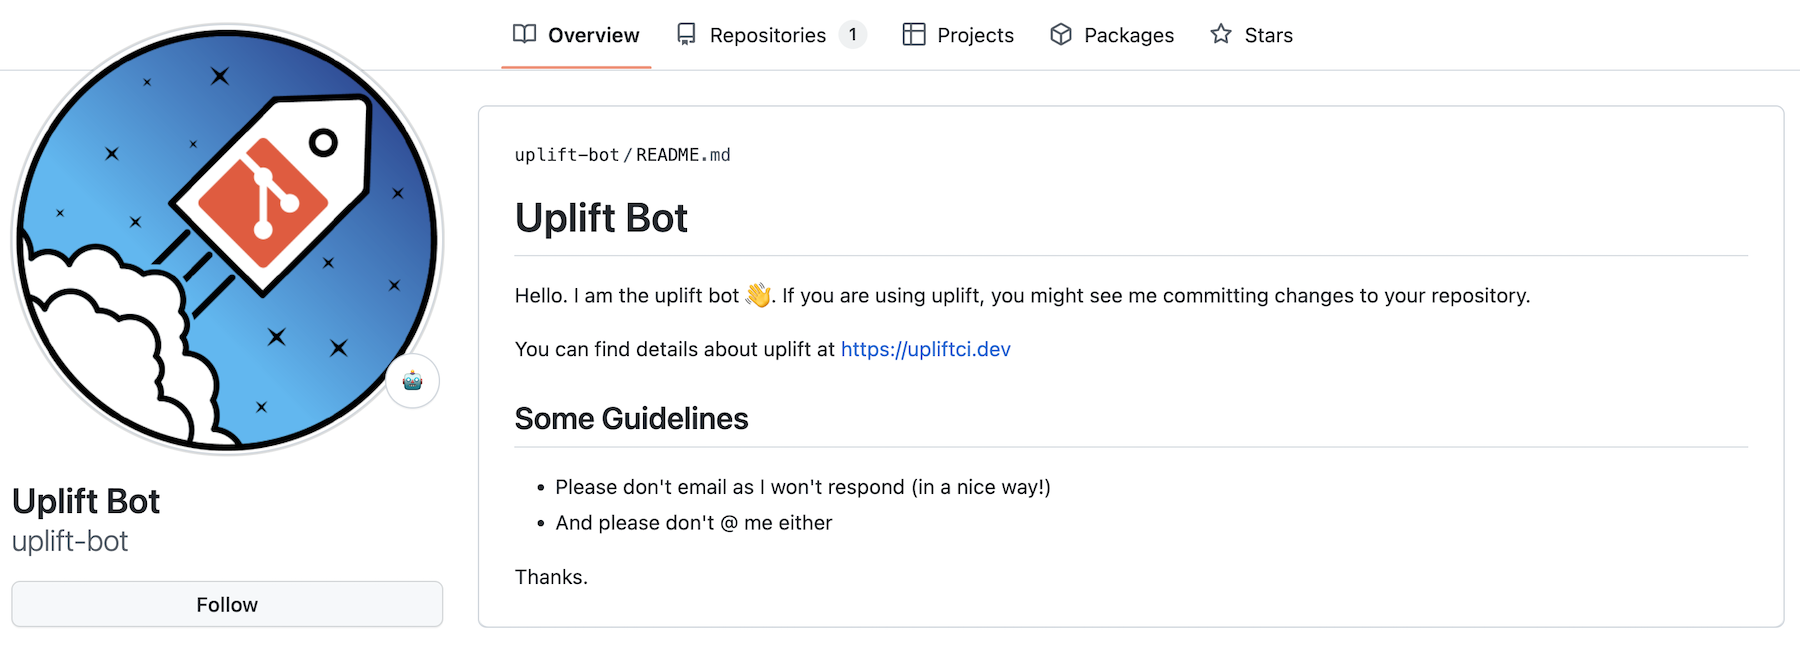 Overview Repositories 1 Projects Packages Stars
uplift-bot/README.md
Uplift Bot
Hello. I am the uplift bot 👋. If you are using uplift, you might see me committing changes to your repository.
You can find details about uplift at https://upliftci.dev
Some Guidelines
• Please don't email as I won't respond (in a nice way!)
• And please don't @ me either
Thanks.
Uplift Bot
uplift-bot
Follow